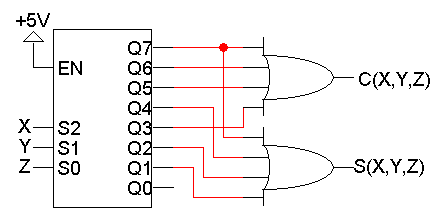 +5V
Q7
EN
Q6
C(X,Y,Z)
Q5
Q4
X
S2
Q3
Y
S1
Q2
Z
S0
Q1
S(X,Y,Z)
Q0